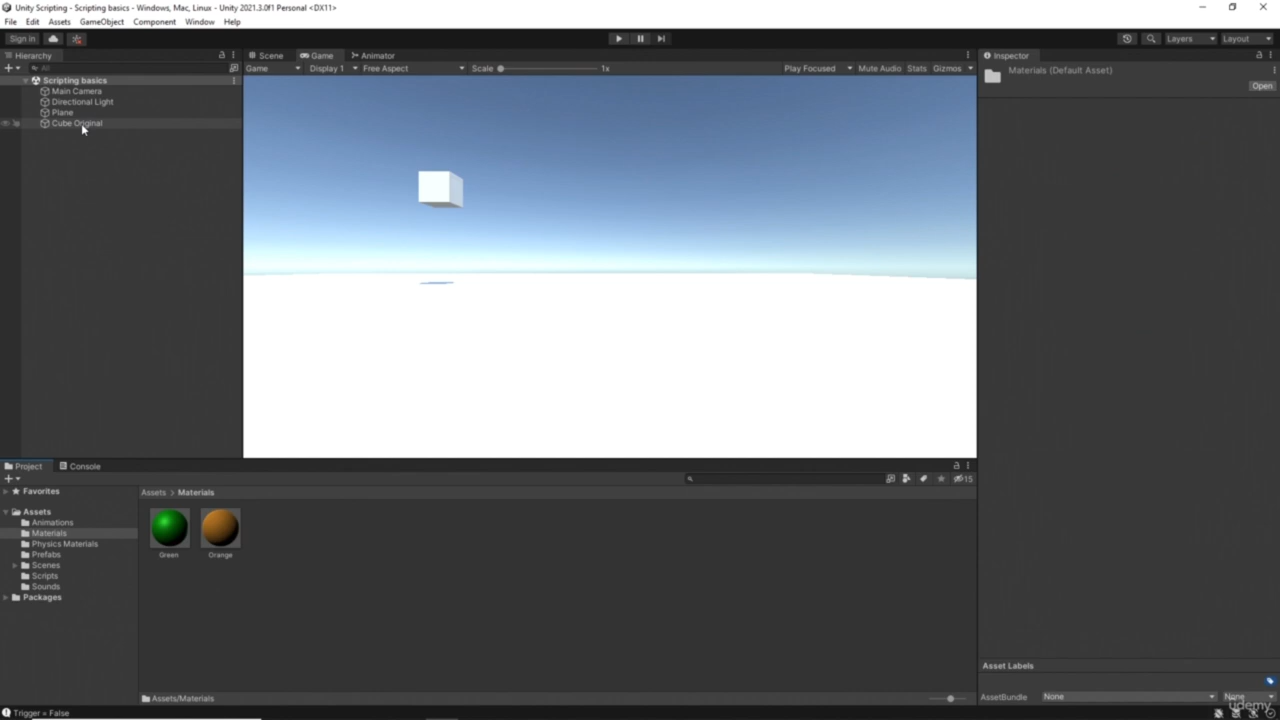 Unity Scripting - Scripting basics - Windows, Mac, Linux - Unity 2021.3.0f1 Personal <DX11>
File Edit Assets GameObject Component Window Help
Sign in
Layers Layout
Hierarchy
Scene Game Animator
Inspector
All
Game Display 1 Free Aspect Scale 1x Play Focused Mute Audio Stats Gizmos
Materials (Default Asset)
Open
Scripting basics
Main Camera
Directional Light
Plane
Cube Original
Project Console
15
Favorites
Assets
Animations
Materials
Physics Materials
Prefabs
Scenes
Scripts
Sounds
Packages
Assets > Materials
Green Orange
Assets/Materials
Asset Labels
AssetBundle None None
Trigger = False
udemy